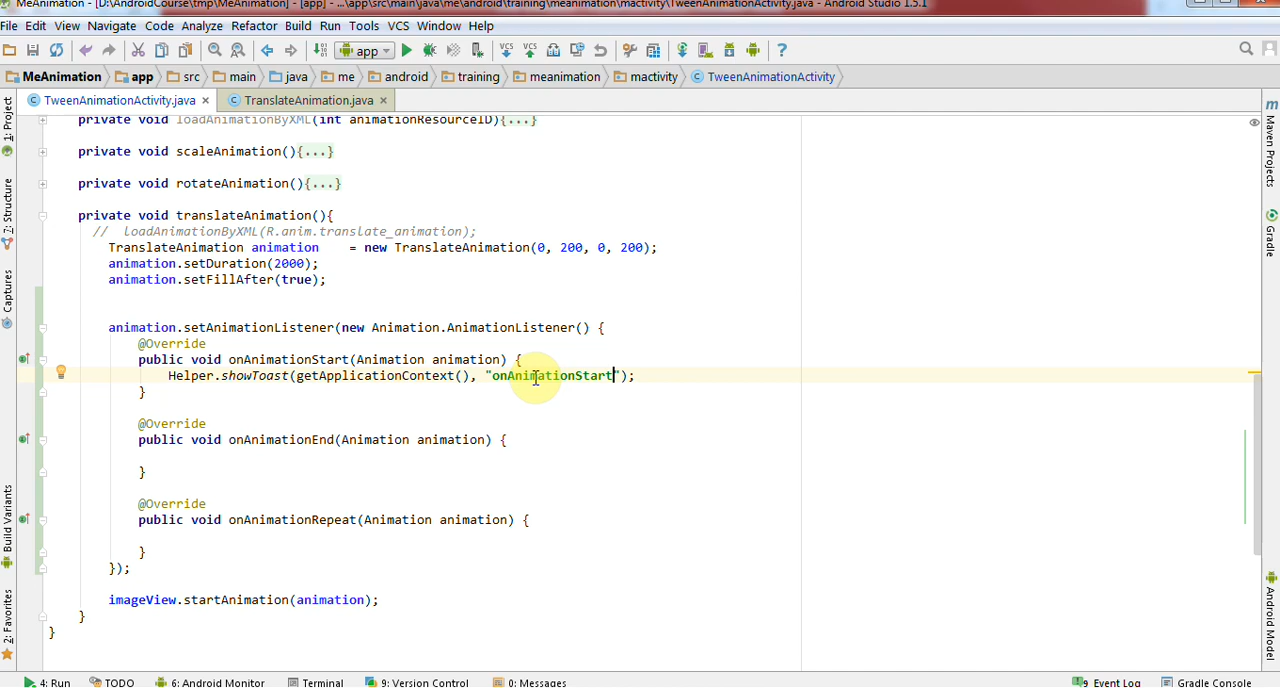 MeAnimation - [D:\AndroidCourse\tmp\MeAnimation] - [app] - ...\app\src\main\java\me\android\training\meanimation\mactivity\TweenAnimationActivity.java - Android Studio 1.5.1
File Edit View Navigate Code Analyze Refactor Build Run Tools VCS Window Help
app
VCS VCS
MeAnimation app src main java me android training meanimation mactivity TweenAnimationActivity
TweenAnimationActivity.java TranslateAnimation.java
private void loadAnimationByXML(int animationResourceID){...}
private void scaleAnimation(){...}
private void rotateAnimation(){...}
private void translateAnimation(){
// loadAnimationByXML(R.anim.translate_animation);
TranslateAnimation animation = new TranslateAnimation(0, 200, 0, 200);
animation.setDuration(2000);
animation.setFillAfter(true);
animation.setAnimationListener(new Animation.AnimationListener() {
@Override
public void onAnimationStart(Animation animation) {
Helper.showToast(getApplicationContext(), "onAnimationStart");
}
@Override
public void onAnimationEnd(Animation animation) {
}
@Override
public void onAnimationRepeat(Animation animation) {
}
});
imageView.startAnimation(animation);
}
}
1: Project
7: Structure
Captures
Build Variants
2: Favorites
Maven Projects
Gradle
Android Model
4: Run TODO 6: Android Monitor Terminal 9: Version Control 0: Messages 9 Event Log Gradle Console